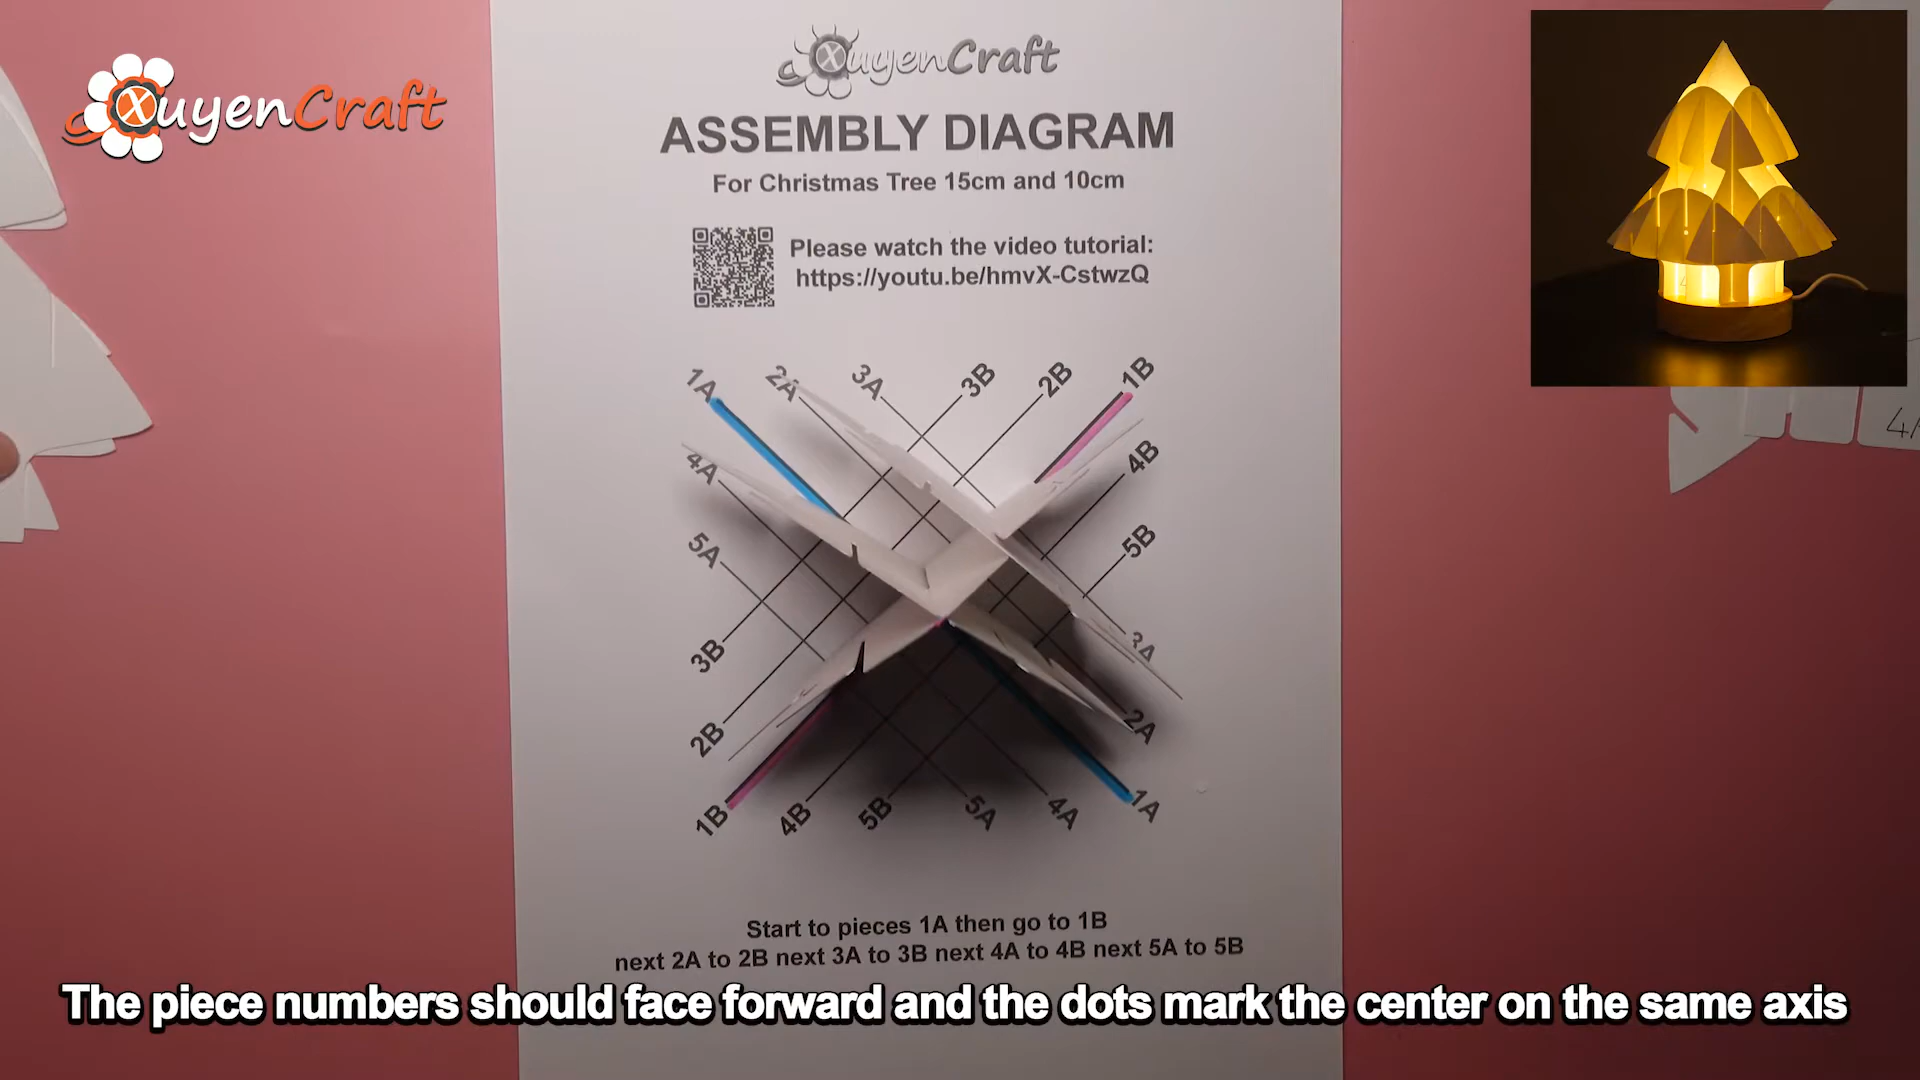 XuyenCraft
XuyenCraft
ASSEMBLY DIAGRAM
For Christmas Tree 15cm and 10cm
Please watch the video tutorial:
https://youtu.be/hmvX-CstwzQ
1A 2A 3A 3B 2B 1B
4A 4B
5A 5B
3B 3A
2B 2A
1B 4B 5B 5A 4A 1A
Start to pieces 1A then go to 1B
next 2A to 2B next 3A to 3B next 4A to 4B next 5A to 5B
The piece numbers should face forward and the dots mark the center on the same axis